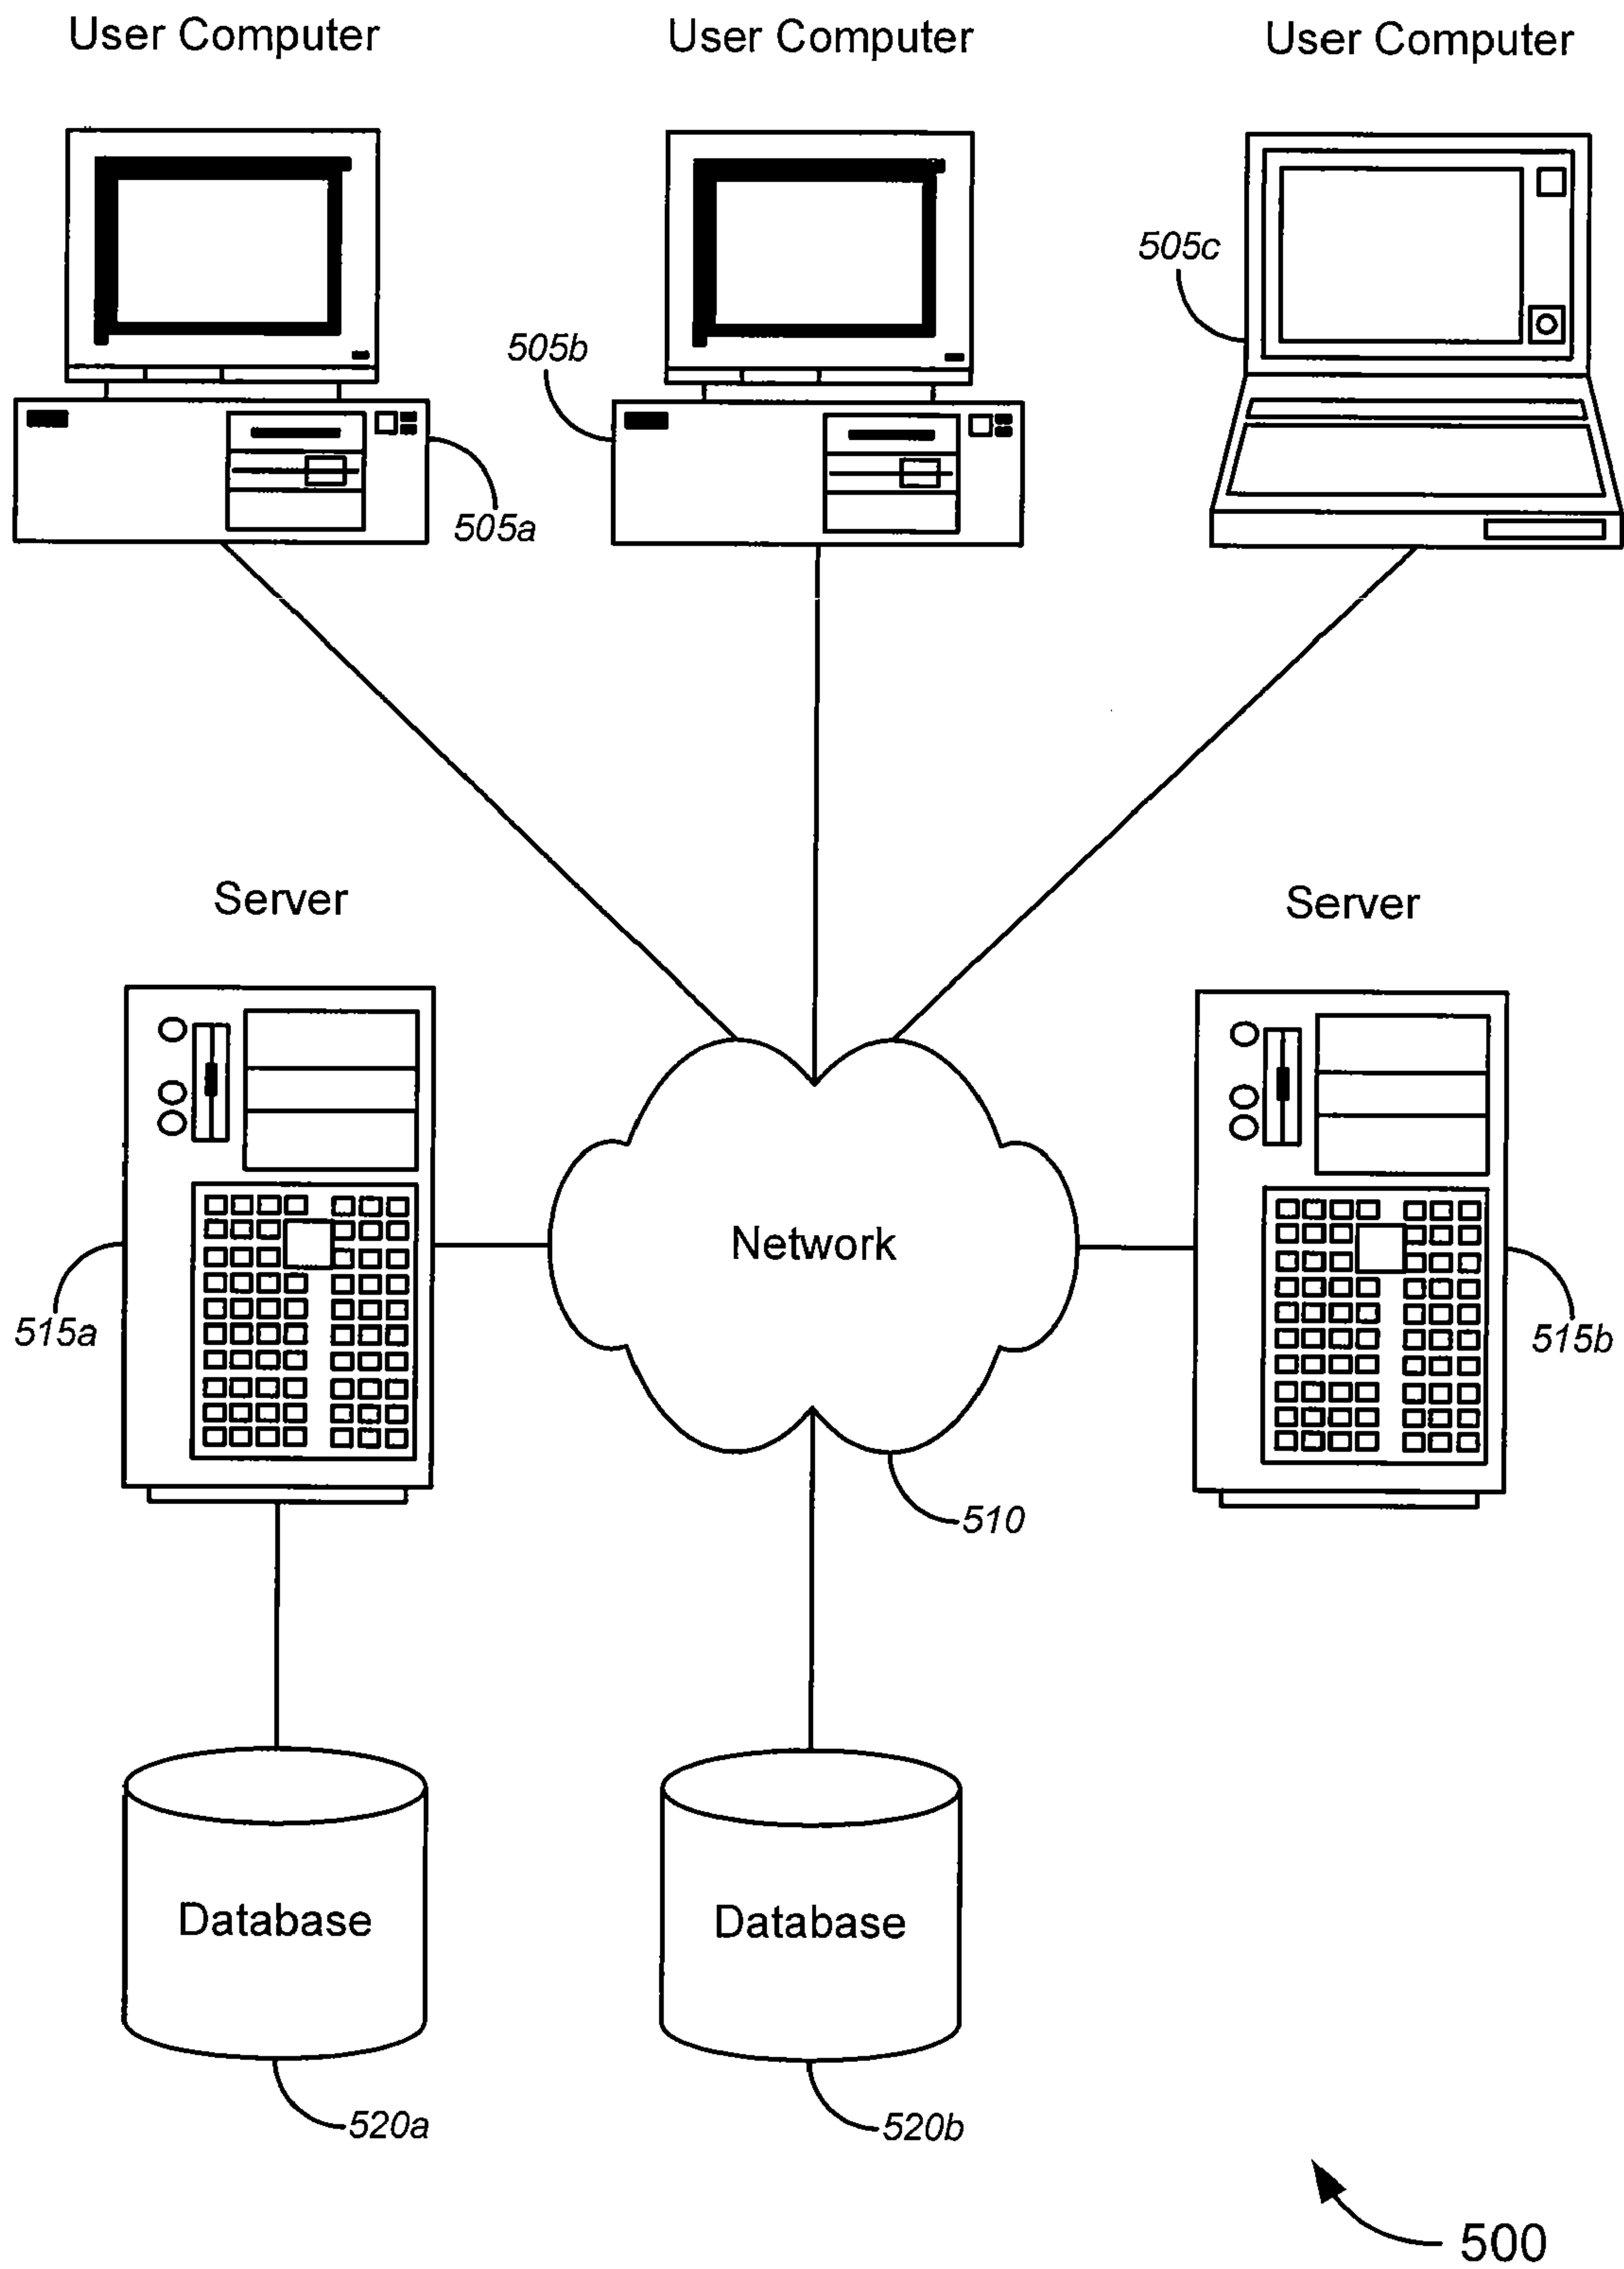 User Computer
User Computer
User Computer
505c
505b
505a
Server
Server
Network
515a
515b
510
Database
Database
520a
520b
500